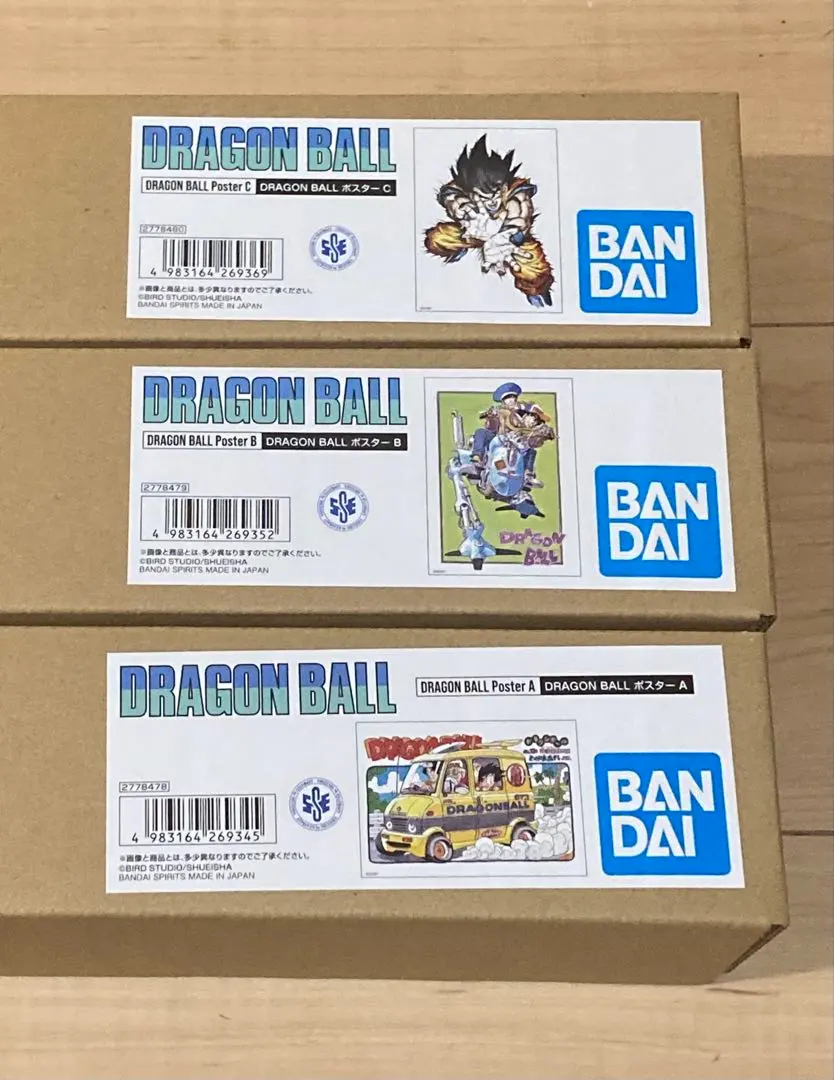 DRAGON BALL
DRAGON BALL Poster C DRAGON BALL ポスター C
2778480
4 983164 269369
SSE
※画像と商品とは、多少異なりますのでご了承ください。
©BIRD STUDIO/SHUEISHA
BANDAI SPIRITS MADE IN JAPAN
BAN
DAI
DRAGON BALL
DRAGON BALL Poster B DRAGON BALL ポスター B
2778479
4 983164 269352
SSE
※画像と商品とは、多少異なりますのでご了承ください。
©BIRD STUDIO/SHUEISHA
BANDAI SPIRITS MADE IN JAPAN
DRAGON
BALL
BAN
DAI
DRAGON BALL
DRAGON BALL Poster A DRAGON BALL ポスター A
2778478
4 983164 269345
SSE
※画像と商品とは、多少異なりますのでご了承ください。
©BIRD STUDIO/SHUEISHA
BANDAI SPIRITS MADE IN JAPAN
DRAGONBALL
BAN
DAI